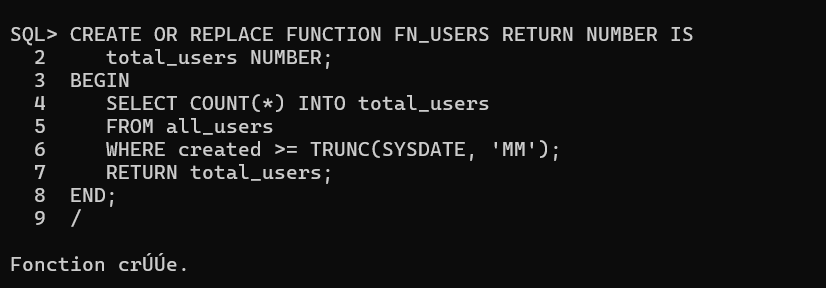 SQL> CREATE OR REPLACE FUNCTION FN_USERS RETURN NUMBER IS
  2     total_users NUMBER;
  3  BEGIN
  4     SELECT COUNT(*) INTO total_users
  5     FROM all_users
  6     WHERE created >= TRUNC(SYSDATE, 'MM');
  7     RETURN total_users;
  8  END;
  9  /
Fonction crÚÚe.